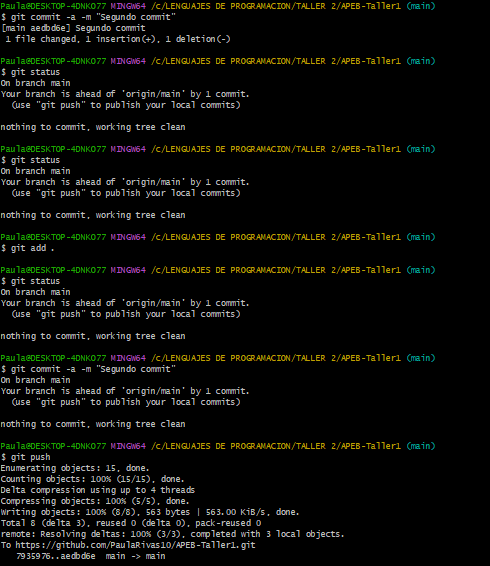 Paula@DESKTOP-4DNKO77 MINGW64 /c/LENGUAJES DE PROGRAMACION/TALLER 2/APEB-Taller1 (main)
$ git commit -a -m "Segundo commit"
[main aedbd6e] Segundo commit
 1 file changed, 1 insertion(+), 1 deletion(-)

Paula@DESKTOP-4DNKO77 MINGW64 /c/LENGUAJES DE PROGRAMACION/TALLER 2/APEB-Taller1 (main)
$ git status
On branch main
Your branch is ahead of 'origin/main' by 1 commit.
  (use "git push" to publish your local commits)

nothing to commit, working tree clean

Paula@DESKTOP-4DNKO77 MINGW64 /c/LENGUAJES DE PROGRAMACION/TALLER 2/APEB-Taller1 (main)
$ git status
On branch main
Your branch is ahead of 'origin/main' by 1 commit.
  (use "git push" to publish your local commits)

nothing to commit, working tree clean

Paula@DESKTOP-4DNKO77 MINGW64 /c/LENGUAJES DE PROGRAMACION/TALLER 2/APEB-Taller1 (main)
$ git add .

Paula@DESKTOP-4DNKO77 MINGW64 /c/LENGUAJES DE PROGRAMACION/TALLER 2/APEB-Taller1 (main)
$ git status
On branch main
Your branch is ahead of 'origin/main' by 1 commit.
  (use "git push" to publish your local commits)

nothing to commit, working tree clean

Paula@DESKTOP-4DNKO77 MINGW64 /c/LENGUAJES DE PROGRAMACION/TALLER 2/APEB-Taller1 (main)
$ git commit -a -m "Segundo commit"
On branch main
Your branch is ahead of 'origin/main' by 1 commit.
  (use "git push" to publish your local commits)

nothing to commit, working tree clean

Paula@DESKTOP-4DNKO77 MINGW64 /c/LENGUAJES DE PROGRAMACION/TALLER 2/APEB-Taller1 (main)
$ git push
Enumerating objects: 15, done.
Counting objects: 100% (15/15), done.
Delta compression using up to 4 threads
Compressing objects: 100% (5/5), done.
Writing objects: 100% (8/8), 563 bytes | 563.00 KiB/s, done.
Total 8 (delta 3), reused 0 (delta 0), pack-reused 0
remote: Resolving deltas: 100% (3/3), completed with 3 local objects.
To https://github.com/PaulaRivas10/APEB-Taller1.git
   7935976..aedbd6e  main -> main